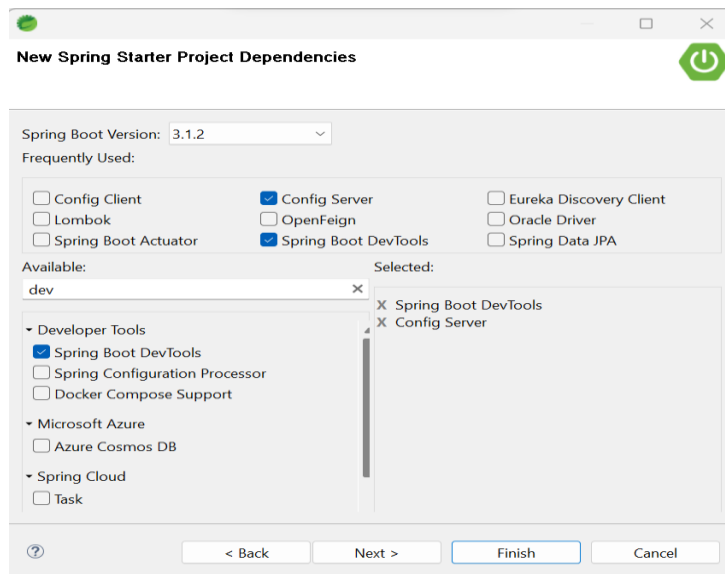 New Spring Starter Project Dependencies
Spring Boot Version: 3.1.2
Frequently Used:
Config Client Config Server Eureka Discovery Client
Lombok OpenFeign Oracle Driver
Spring Boot Actuator Spring Boot DevTools Spring Data JPA
Available: Selected:
dev
X Spring Boot DevTools
X Config Server
Developer Tools
Spring Boot DevTools
Spring Configuration Processor
Docker Compose Support
Microsoft Azure
Azure Cosmos DB
Spring Cloud
Task
? < Back Next > Finish Cancel